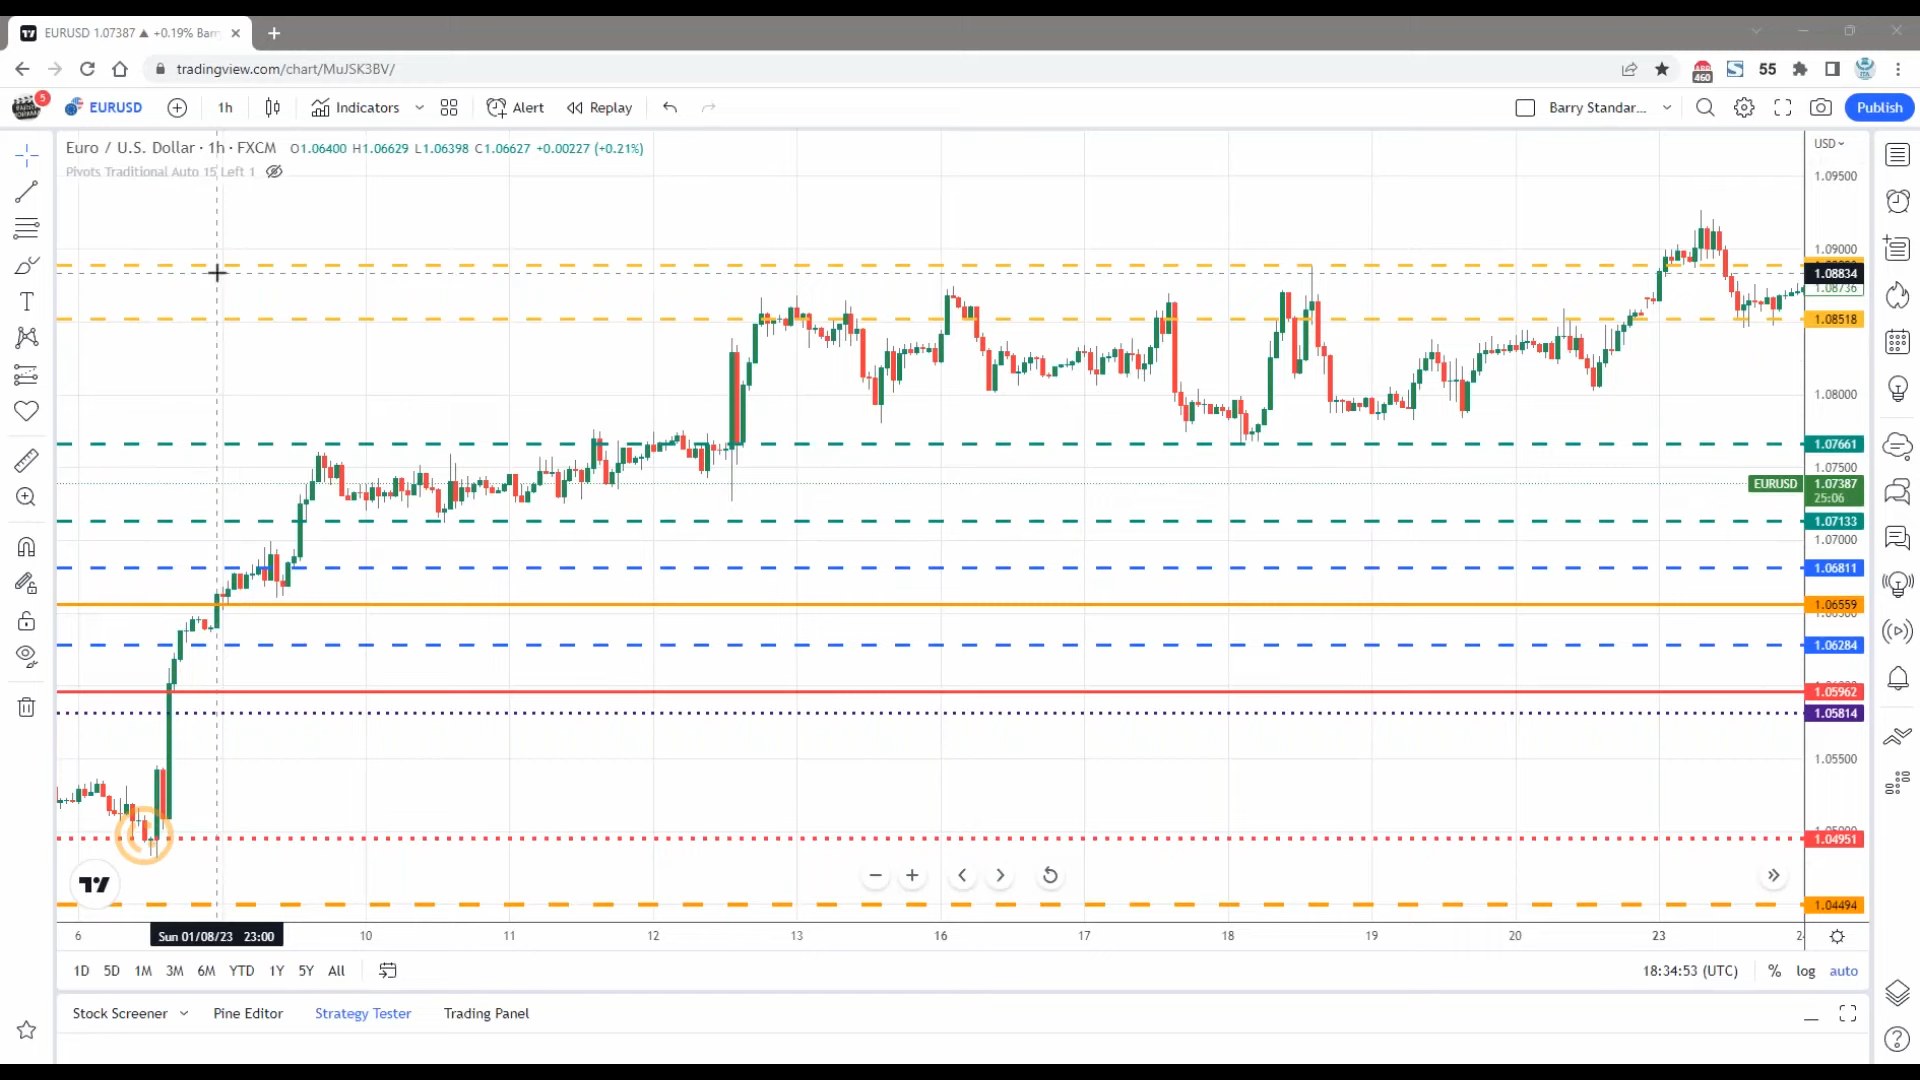 EURUSD 1.07387 ▲ +0.19% Barr
tradingview.com/chart/MuJSK3BV/
460
55
5
EURUSD
1h
Indicators
Alert
Replay
Barry Standar...
Publish
Euro / U.S. Dollar · 1h · FXCM O1.06400 H1.06629 L1.06398 C1.06627 +0.00227 (+0.21%)
Pivots Traditional Auto 15 Left 1
USD
1.09500
1.09000
1.08834
1.08736
1.08518
1.08000
1.07661
1.07500
EURUSD 1.07387
25:06
1.07133
1.07000
1.06811
1.06559
1.06284
1.05962
1.05814
1.05500
1.04951
1.04494
6 Sun 01/08/23 23:00 10 11 12 13 16 17 18 19 20 23
1D 5D 1M 3M 6M YTD 1Y 5Y All 18:34:53 (UTC) % log auto
Stock Screener Pine Editor Strategy Tester Trading Panel